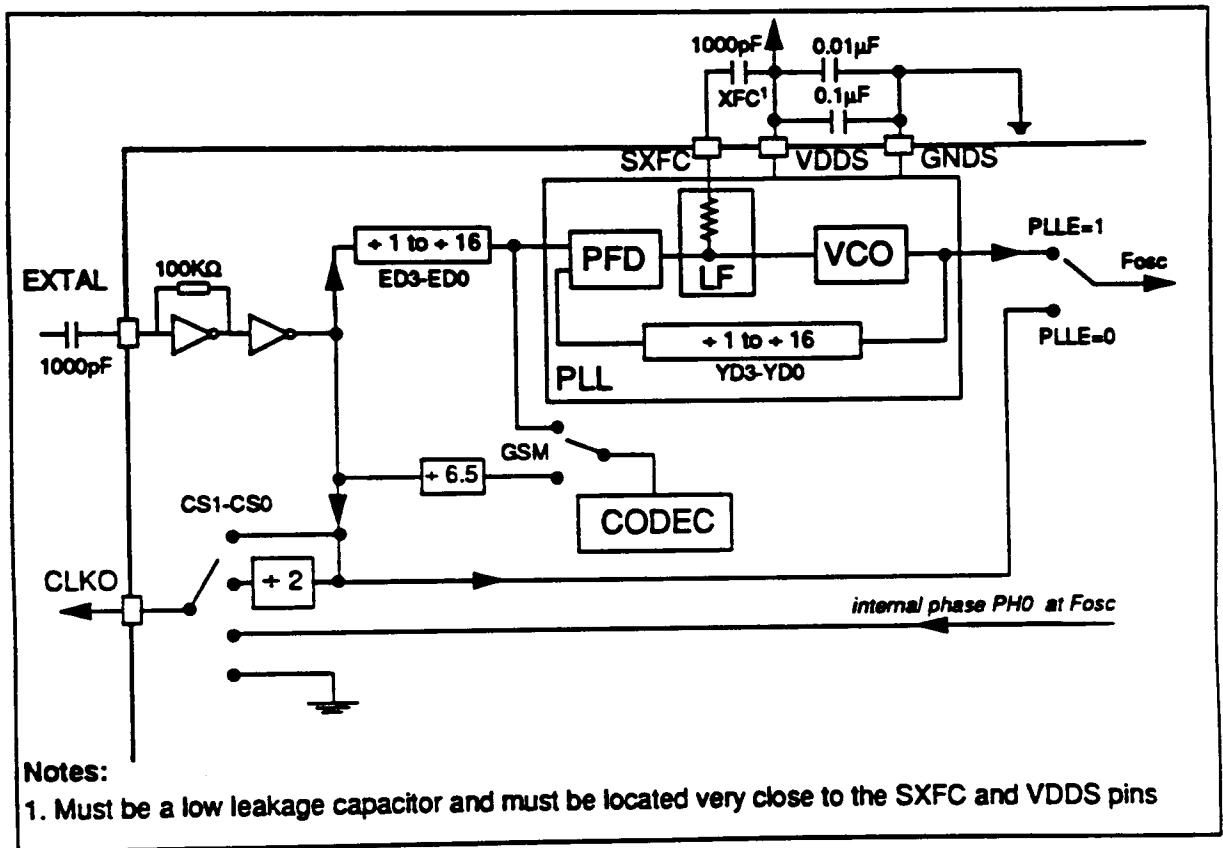 1000pF
0.01μF
XFC¹
0.1μF
SXFC
VDDS
GNDS
÷ 1 to ÷ 16
ED3-ED0
PFD
LF
VCO
PLLE=1
Fosc
PLLE=0
EXTAL
100KΩ
1000pF
÷ 1 to ÷ 16
YD3-YD0
PLL
GSM
÷ 6.5
CODEC
CS1-CS0
CLKO
÷ 2
internal phase PH0 at Fosc
Notes:
1. Must be a low leakage capacitor and must be located very close to the SXFC and VDDS pins